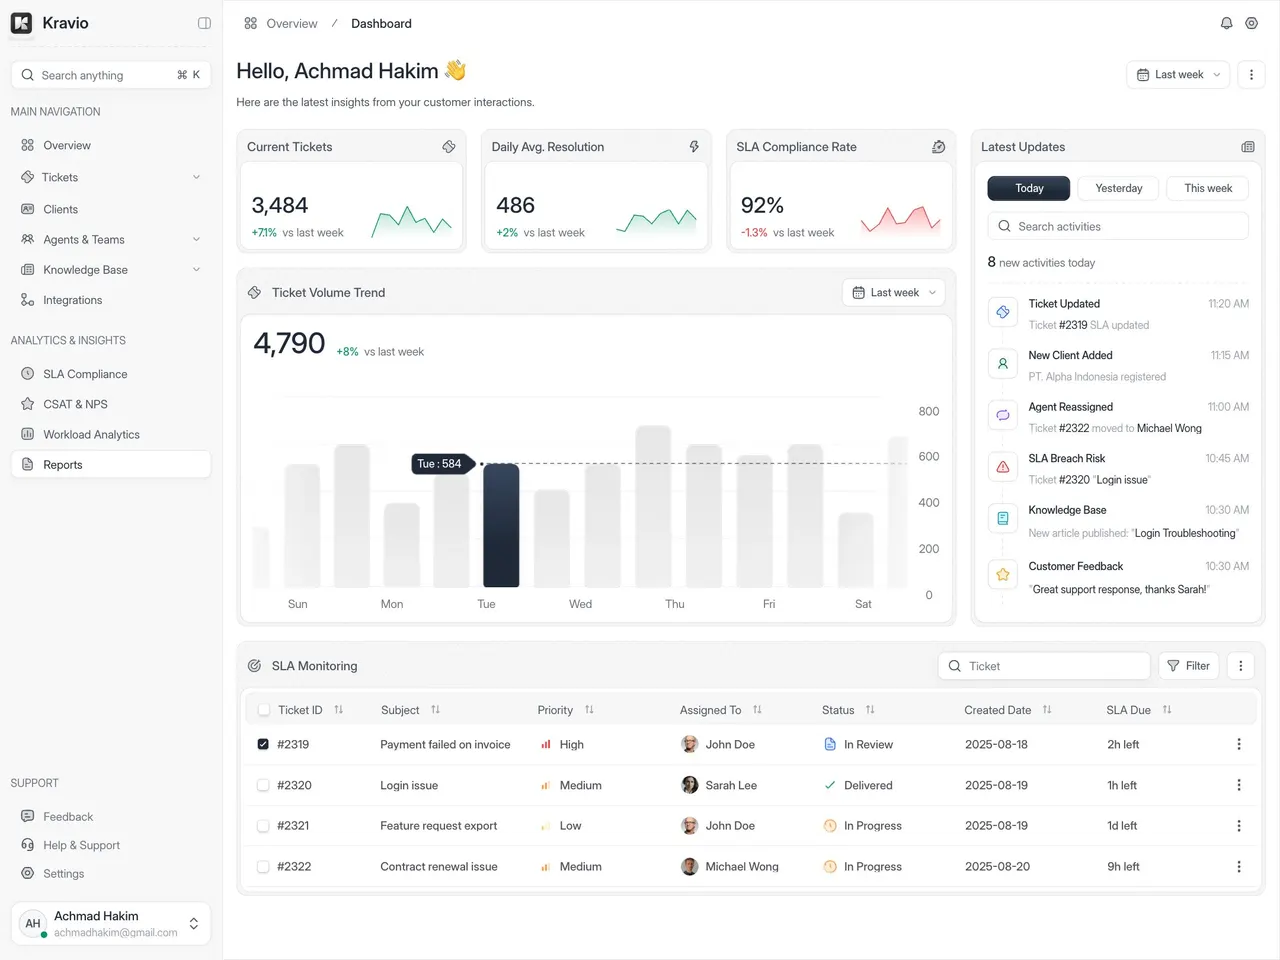 Kravio
Search anything ⌘ K
MAIN NAVIGATION
Overview
Tickets
Clients
Agents & Teams
Knowledge Base
Integrations
ANALYTICS & INSIGHTS
SLA Compliance
CSAT & NPS
Workload Analytics
Reports
SUPPORT
Feedback
Help & Support
Settings
AH
Achmad Hakim
achmadhakim@gmail.com
Overview / Dashboard
Hello, Achmad Hakim 👋
Here are the latest insights from your customer interactions.
Last week
Current Tickets
3,484
+7.1% vs last week
Daily Avg. Resolution
486
+2% vs last week
SLA Compliance Rate
92%
-1.3% vs last week
Ticket Volume Trend
Last week
4,790
+8% vs last week
800
600
400
200
0
Tue : 584
Sun Mon Tue Wed Thu Fri Sat
Latest Updates
Today Yesterday This week
Search activities
8 new activities today
Ticket Updated 11:20 AM
Ticket #2319 SLA updated
New Client Added 11:15 AM
PT. Alpha Indonesia registered
Agent Reassigned 11:00 AM
Ticket #2322 moved to Michael Wong
SLA Breach Risk 10:45 AM
Ticket #2320 "Login issue"
Knowledge Base 10:30 AM
New article published: "Login Troubleshooting"
Customer Feedback 10:30 AM
"Great support response, thanks Sarah!"
SLA Monitoring
Ticket
Filter
Ticket ID Subject Priority Assigned To Status Created Date SLA Due
#2319 Payment failed on invoice High John Doe In Review 2025-08-18 2h left
#2320 Login issue Medium Sarah Lee Delivered 2025-08-19 1h left
#2321 Feature request export Low John Doe In Progress 2025-08-19 1d left
#2322 Contract renewal issue Medium Michael Wong In Progress 2025-08-20 9h left